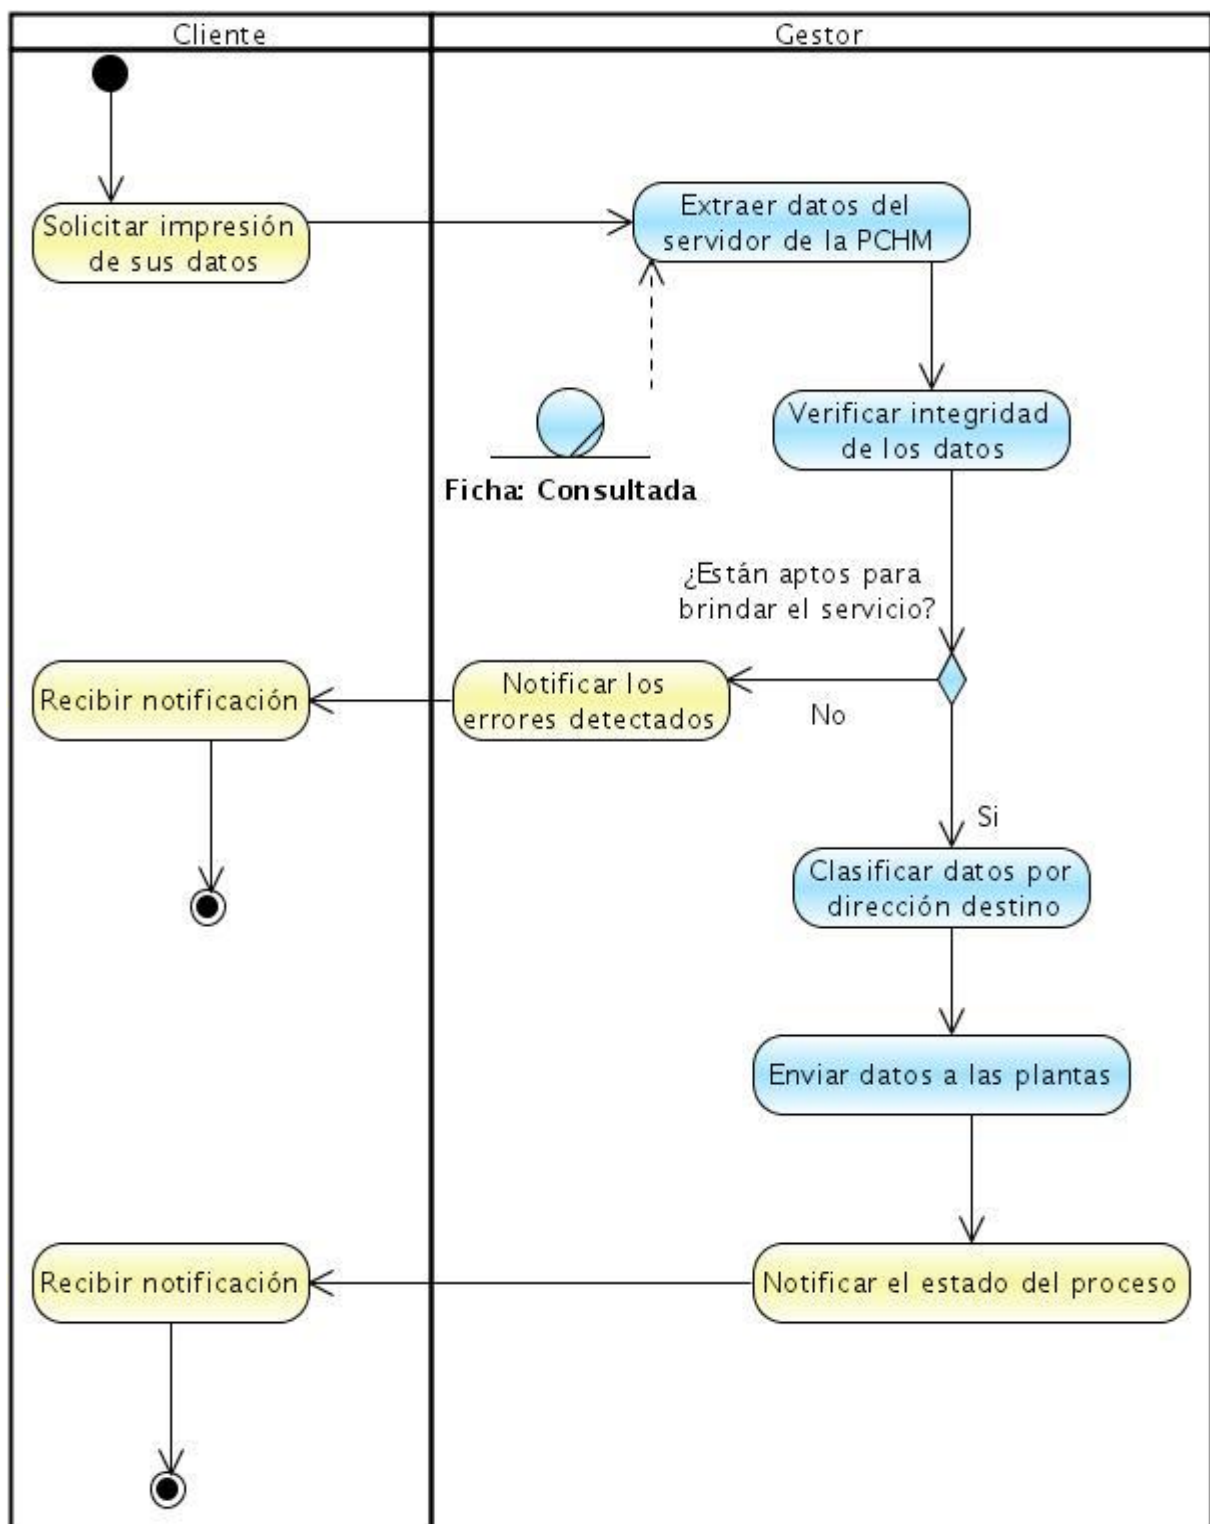 Cliente
Gestor
Solicitar impresión
de sus datos
Extraer datos del
servidor de la PCHM
Verificar integridad
de los datos
Ficha: Consultada
¿Están aptos para
brindar el servicio?
Recibir notificación
Notificar los
errores detectados
No
Si
Clasificar datos por
dirección destino
Enviar datos a las plantas
Recibir notificación
Notificar el estado del proceso